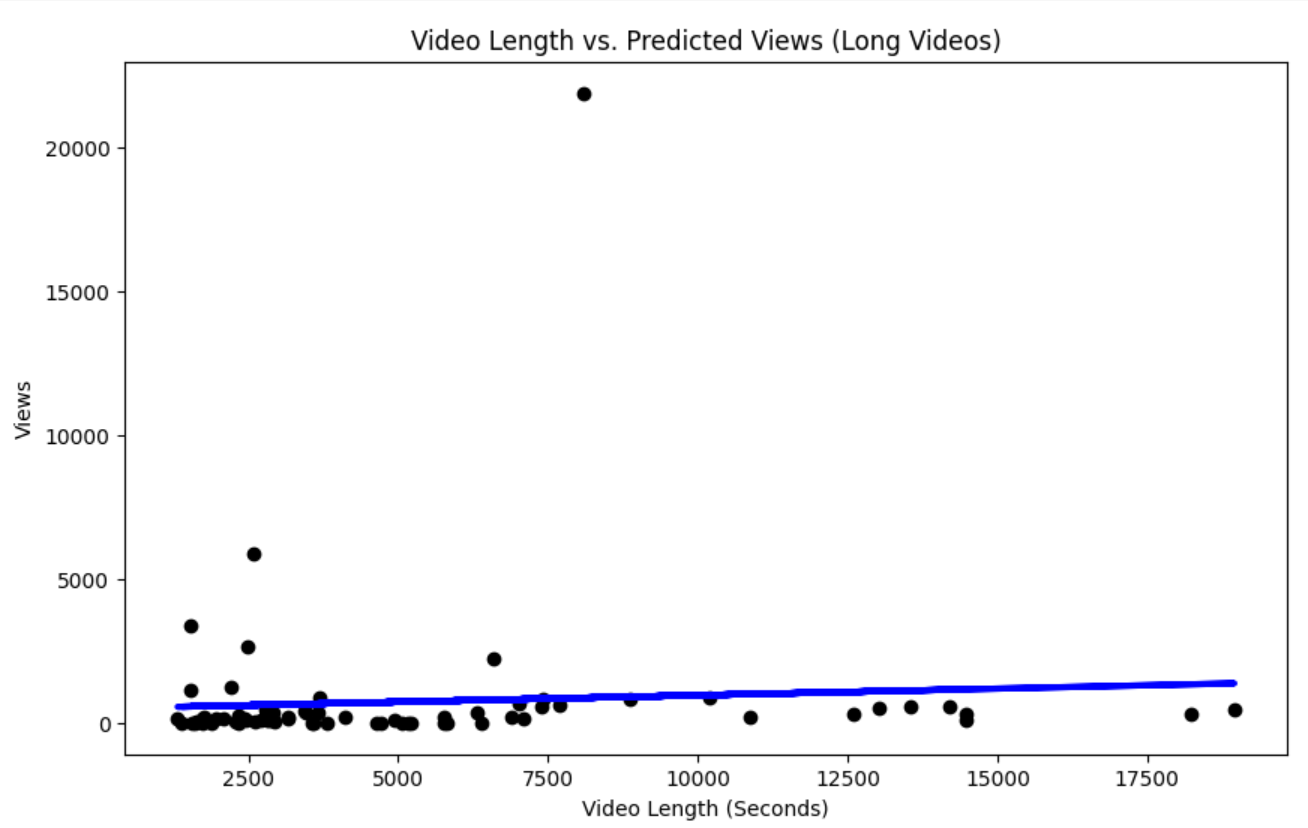 Video Length vs. Predicted Views (Long Videos)
20000
15000
10000
5000
0
Views
2500 5000 7500 10000 12500 15000 17500
Video Length (Seconds)